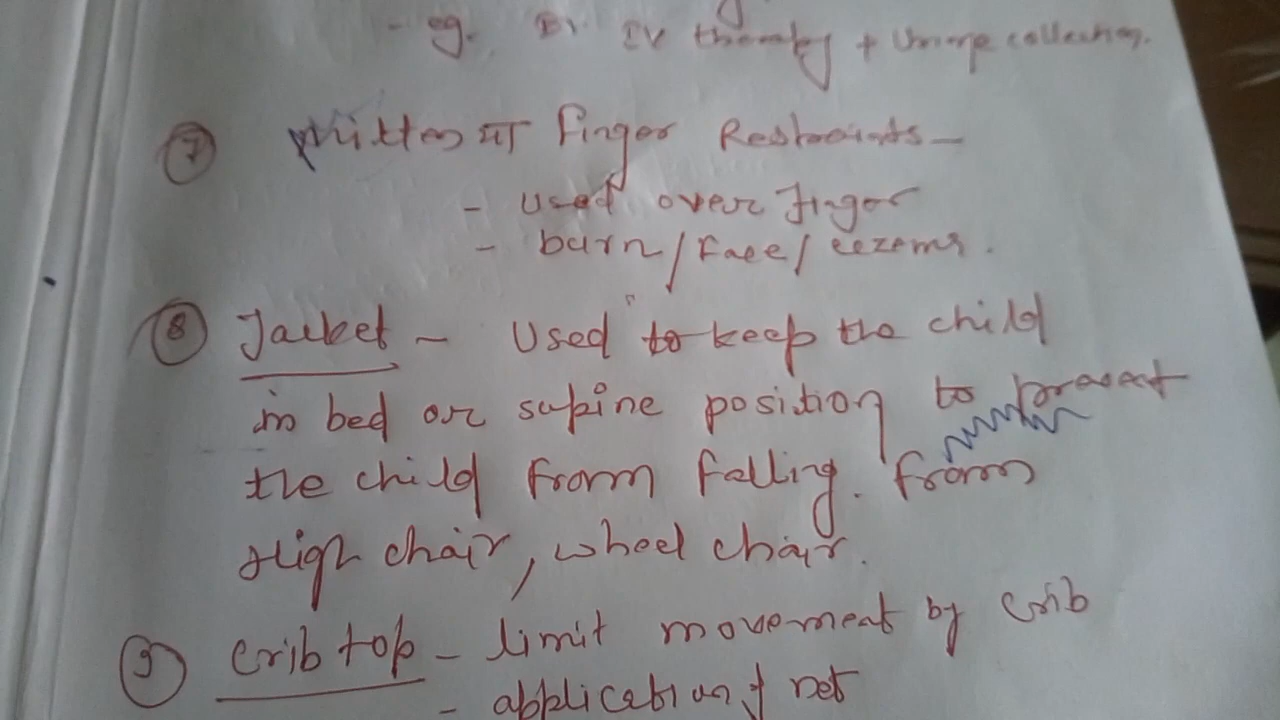 - eg. IV therapy + Urine collection.
7 Mitten या Finger Restraints -
- used over finger
- burn / Face / eczema.
8 Jacket - Used to keep the child
in bed or supine position to prevent
the child from falling. from
High chair, wheel chair.
9 Crib top - limit movement by crib
- application of net